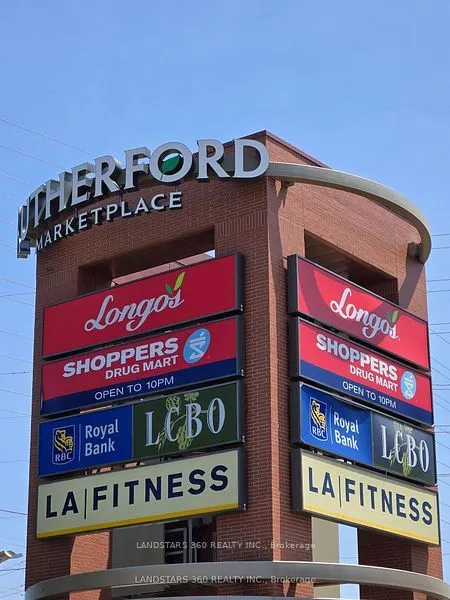 UTHERFORD
MARKETPLACE
Longo's
SHOPPERS
DRUG MART
OPEN TO 10PM
RBC
Royal
Bank
LCBO
LA|FITNESS
Longo's
SHOPPERS
DRUG MART
OPEN TO 10PM
RBC
Royal
Bank
LCBO
LA|FITNESS
LANDSTARS 360 REALTY INC., Brokerage
LANDSTARS 360 REALTY INC., Brokerage